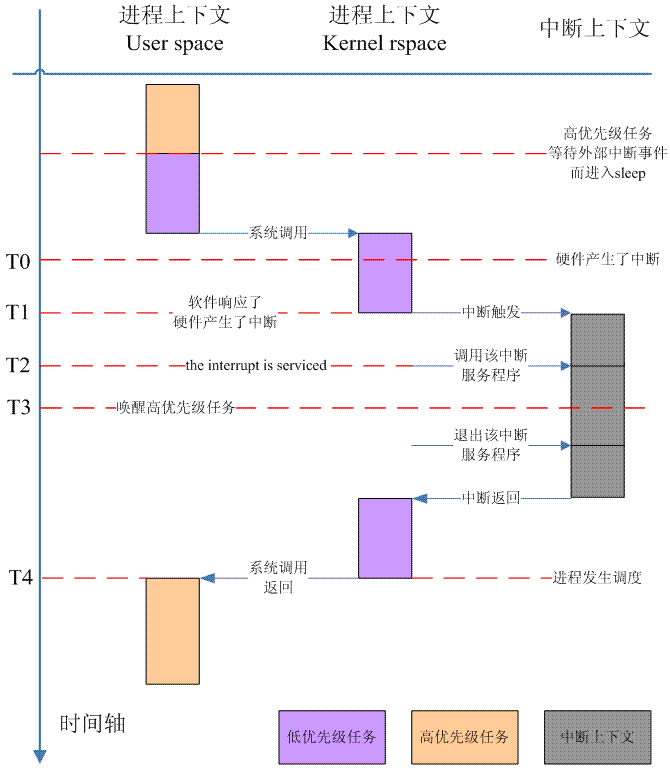 进程上下文
User space
进程上下文
Kernel rspace
中断上下文
高优先级任务
等待外部中断事件
而进入sleep
系统调用
T0
硬件产生了中断
T1
软件响应了
硬件产生了中断
中断触发
T2
the interrupt is serviced
调用该中断
服务程序
T3
唤醒高优先级任务
退出该中断
服务程序
中断返回
T4
系统调用
返回
进程发生调度
时间轴
低优先级任务
高优先级任务
中断上下文